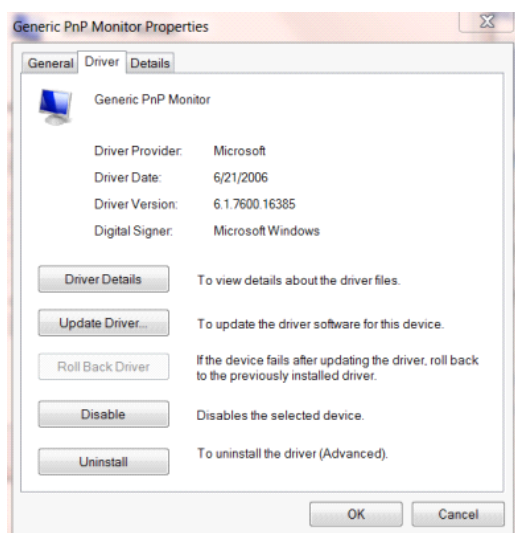 Generic PnP Monitor Properties
General Driver Details
Generic PnP Monitor
Driver Provider: Microsoft
Driver Date: 6/21/2006
Driver Version: 6.1.7600.16385
Digital Signer: Microsoft Windows
Driver Details To view details about the driver files.
Update Driver... To update the driver software for this device.
Roll Back Driver If the device fails after updating the driver, roll back
to the previously installed driver.
Disable Disables the selected device.
Uninstall To uninstall the driver (Advanced).
OK Cancel